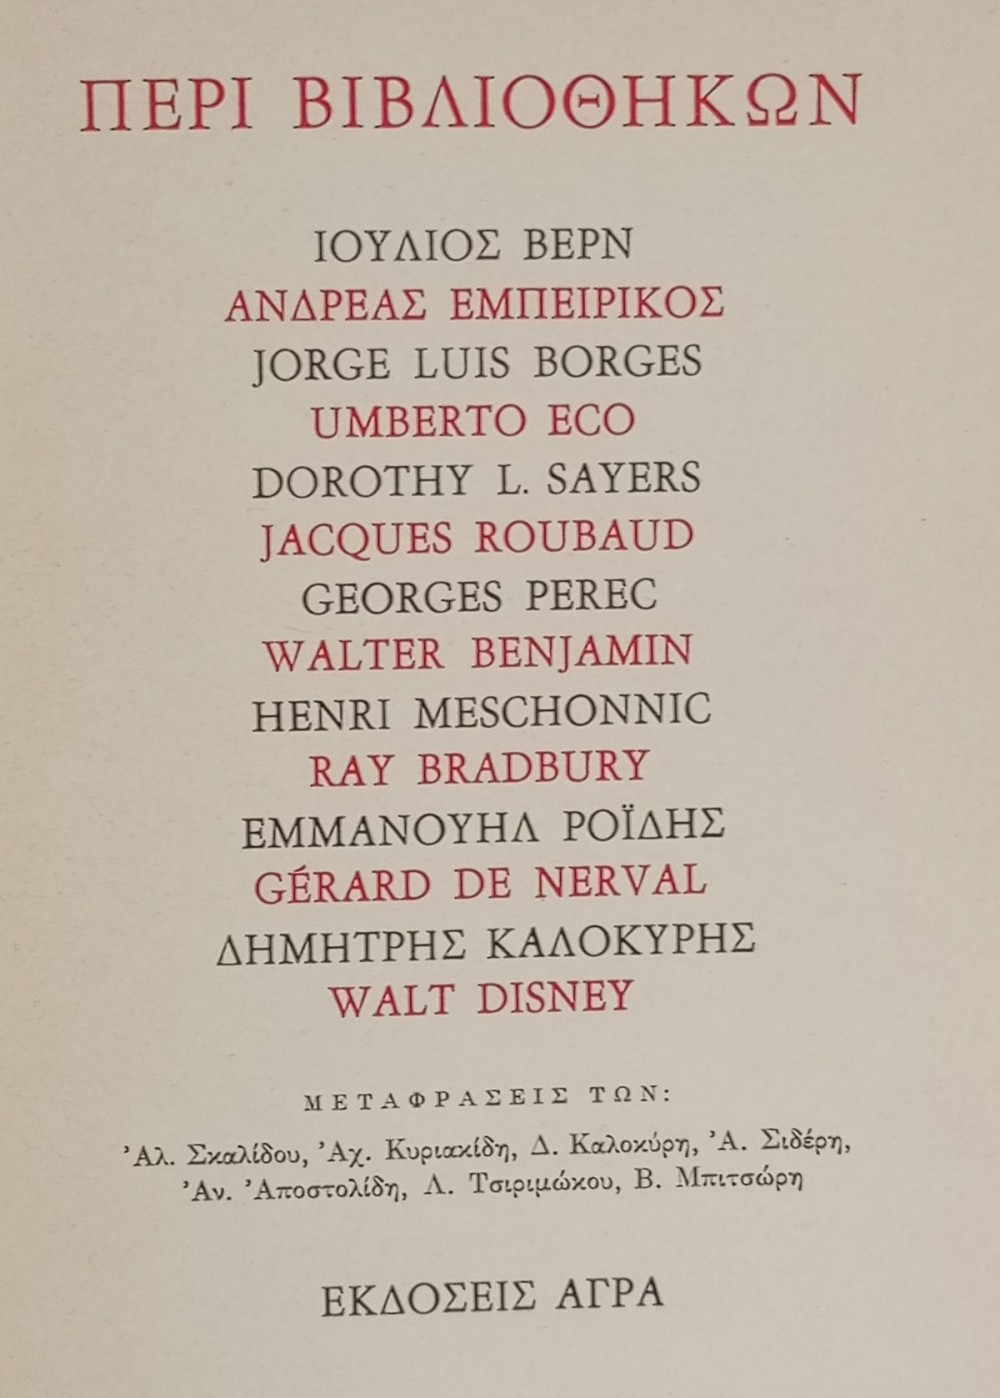 ΠΕΡΙ ΒΙΒΛΙΟΘΗΚΩΝ
ΙΟΥΛΙΟΣ ΒΕΡΝ
ΑΝΔΡΕΑΣ ΕΜΠΕΙΡΙΚΟΣ
JORGE LUIS BORGES
UMBERTO ECO
DOROTHY L. SAYERS
JACQUES ROUBAUD
GEORGES PEREC
WALTER BENJAMIN
HENRI MESCHONNIC
RAY BRADBURY
ΕΜΜΑΝΟΥΗΛ ΡΟΪΔΗΣ
GÉRARD DE NERVAL
ΔΗΜΗΤΡΗΣ ΚΑΛΟΚΥΡΗΣ
WALT DISNEY
ΜΕΤΑΦΡΑΣΕΙΣ ΤΩΝ:
Ἀλ. Σκαλίδου, Ἀχ. Κυριακίδη, Δ. Καλοκύρη, Ἀ. Σιδέρη,
Ἀν. Ἀποστολίδη, Λ. Τσιριμώκου, Β. Μπιτσώρη
ΕΚΔΟΣΕΙΣ ΑΓΡΑ